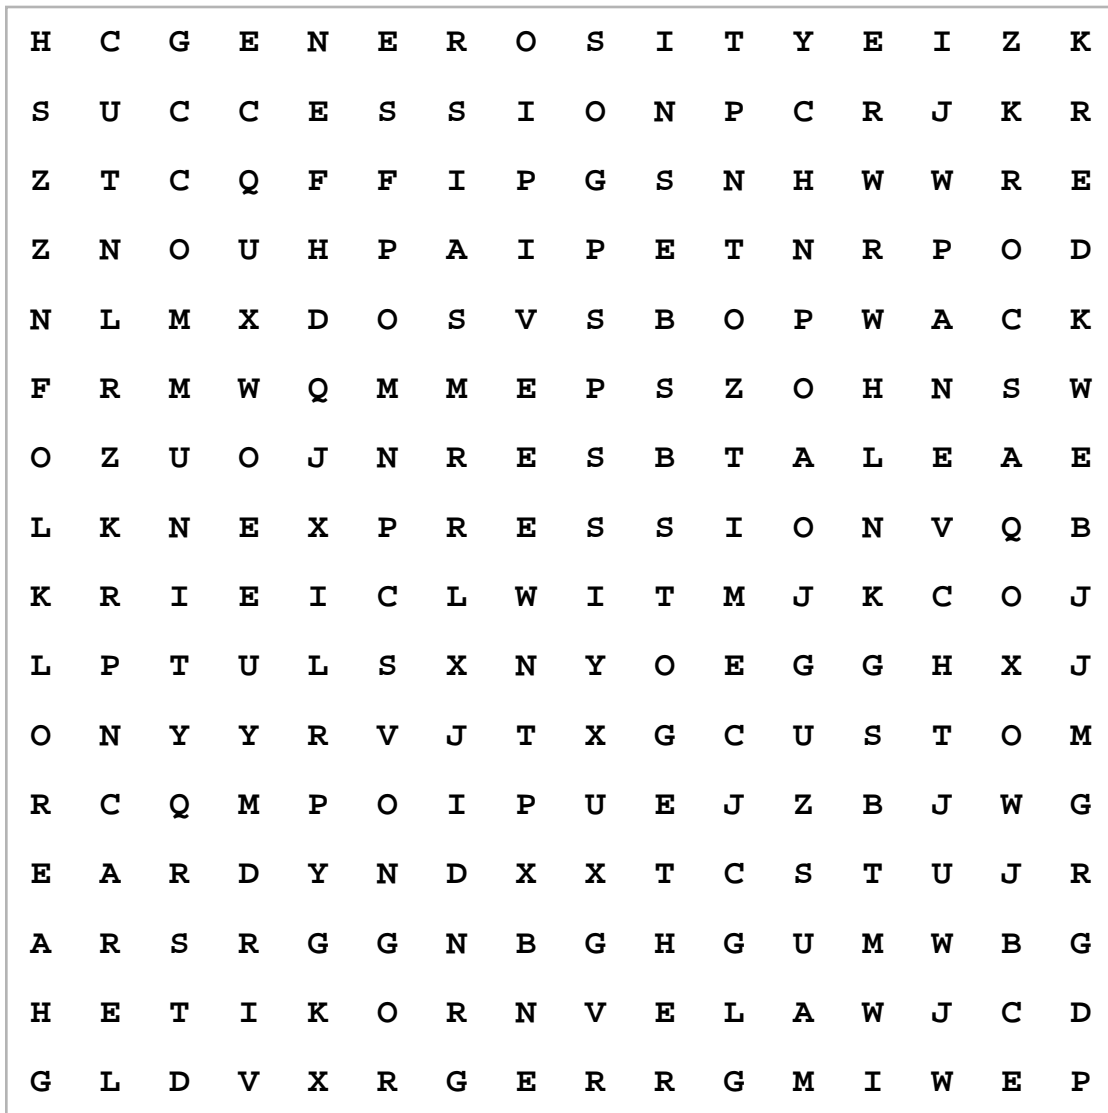 H C G E N E R O S I T Y E I Z K
S U C C E S S I O N P C R J K R
Z T C Q F F I P G S N H W W R E
Z N O U H P A I P E T N R P O D
N L M X D O S V S B O P W A C K
F R M W Q M M E P S Z O H N S W
O Z U O J N R E S B T A L E A E
L K N E X P R E S S I O N V Q B
K R I E I C L W I T M J K C O J
L P T U L S X N Y O E G G H X J
O N Y Y R V J T X G C U S T O M
R C Q M P O I P U E J Z B J W G
E A R D Y N D X X T C S T U J R
A R S R G G N B G H G U M W B G
H E T I K O R N V E L A W J C D
G L D V X R G E R R G M I W E P